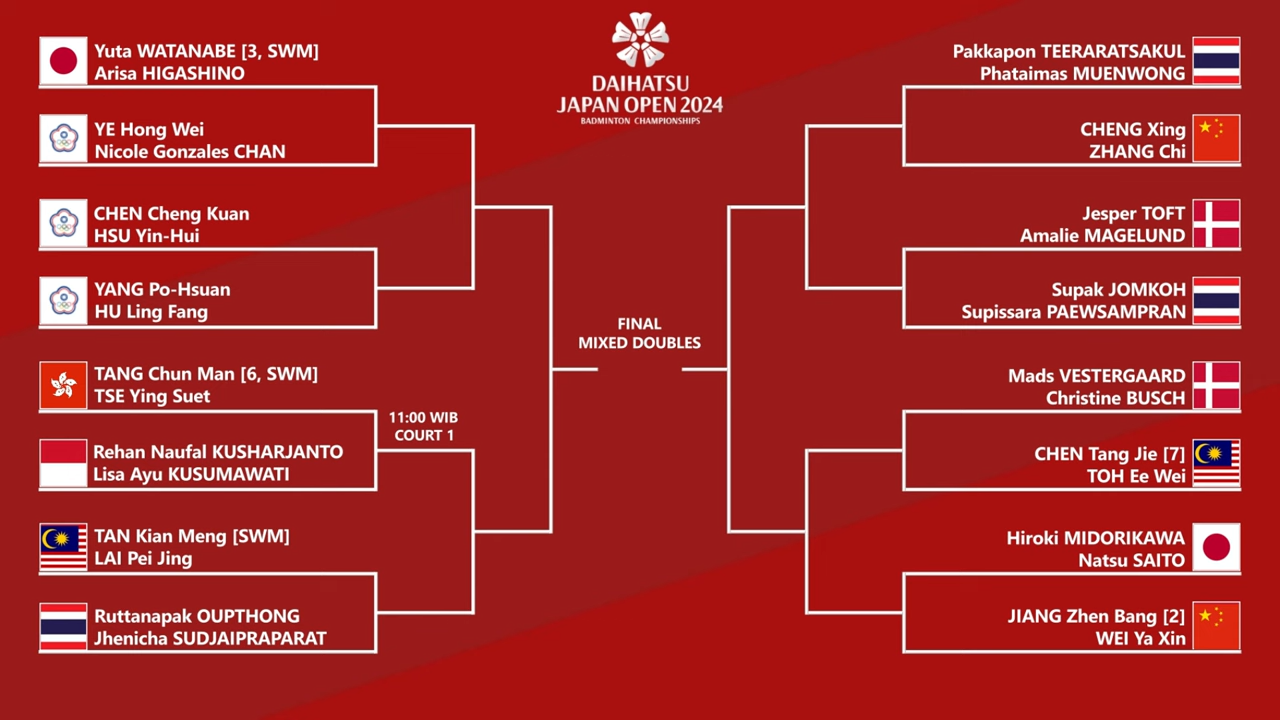 DAIHATSU
JAPAN OPEN 2024
BADMINTON CHAMPIONSHIPS
Yuta WATANABE [3, SWM]
Arisa HIGASHINO
YE Hong Wei
Nicole Gonzales CHAN
CHEN Cheng Kuan
HSU Yin-Hui
YANG Po-Hsuan
HU Ling Fang
TANG Chun Man [6, SWM]
TSE Ying Suet
11:00 WIB
COURT 1
Rehan Naufal KUSHARJANTO
Lisa Ayu KUSUMAWATI
TAN Kian Meng [SWM]
LAI Pei Jing
Ruttanapak OUPTHONG
Jhenicha SUDJAIPRAPARAT
FINAL
MIXED DOUBLES
Pakkapon TEERARATSAKUL
Phataimas MUENWONG
CHENG Xing
ZHANG Chi
Jesper TOFT
Amalie MAGELUND
Supak JOMKOH
Supissara PAEWSAMPRAN
Mads VESTERGAARD
Christine BUSCH
CHEN Tang Jie [7]
TOH Ee Wei
Hiroki MIDORIKAWA
Natsu SAITO
JIANG Zhen Bang [2]
WEI Ya Xin